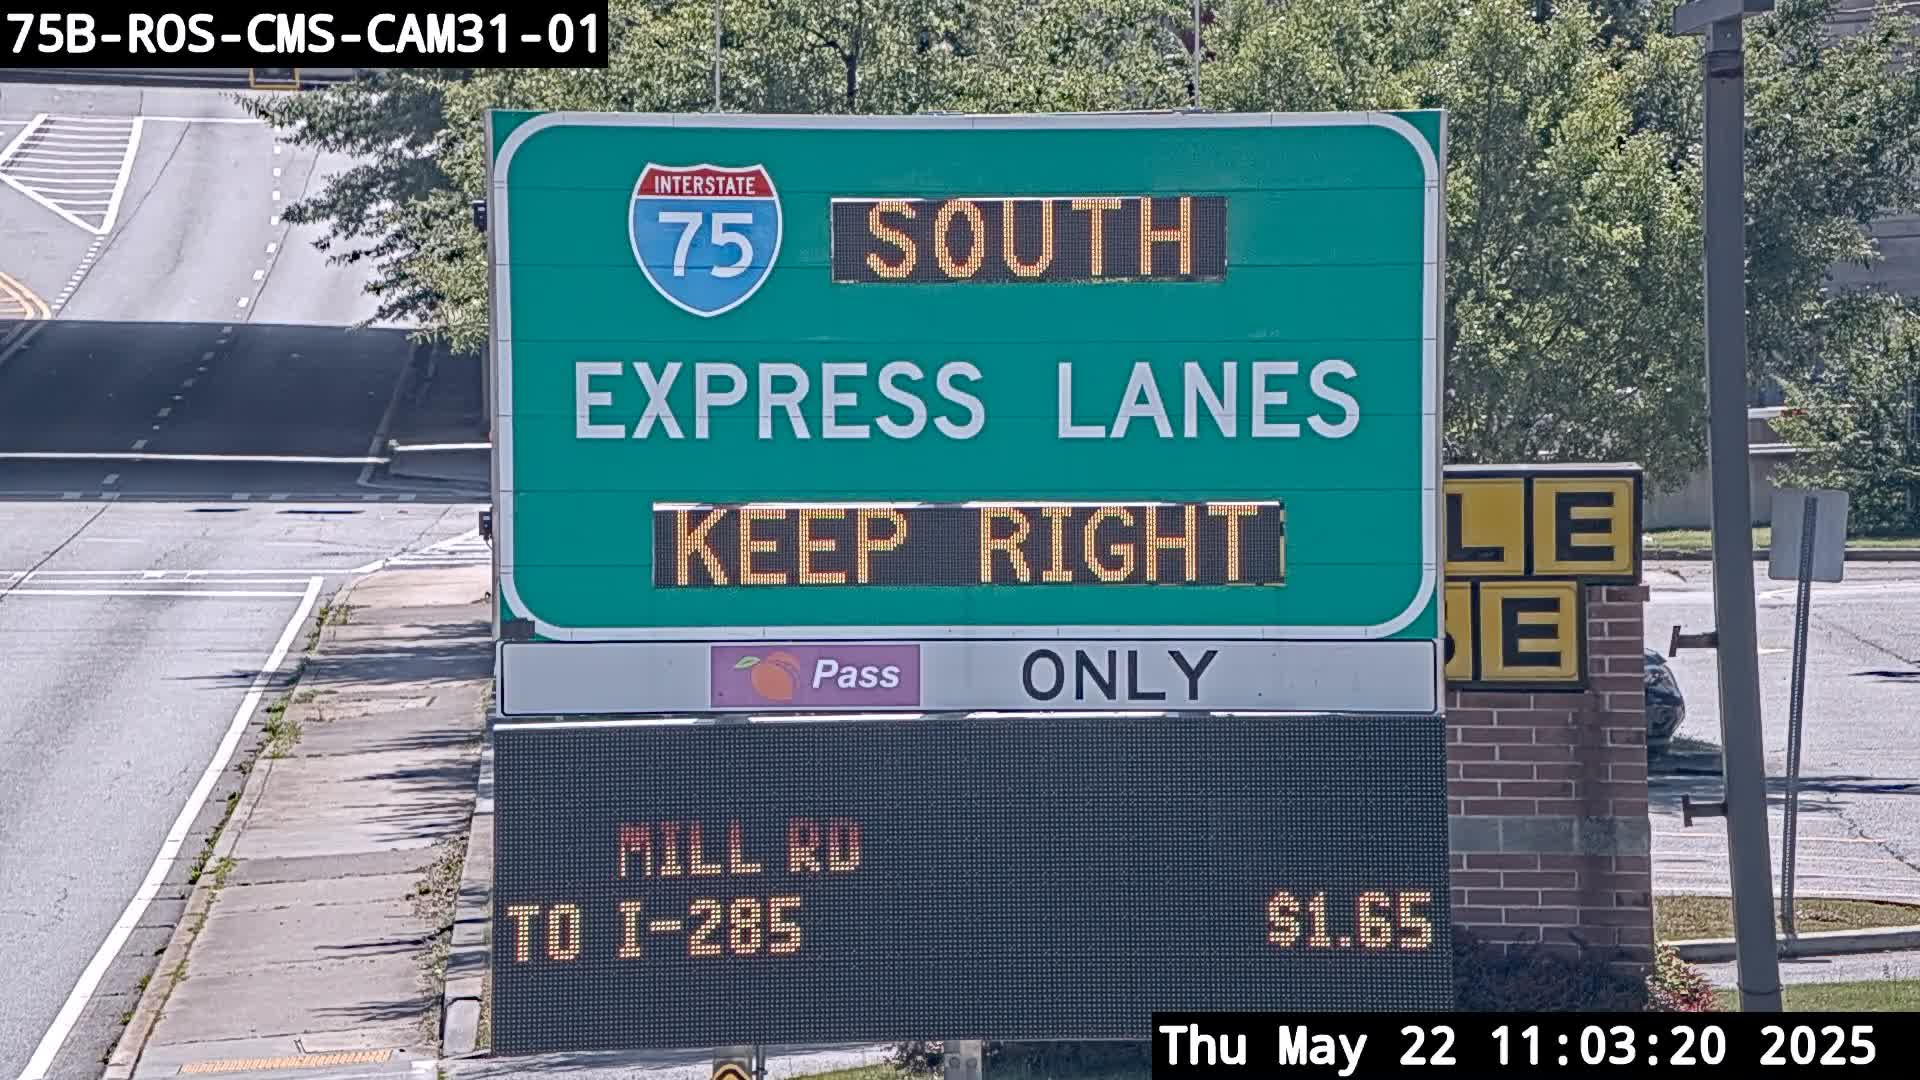 75B-ROS-CMS-CAM31-01
INTERSTATE
75
SOUTH
EXPRESS LANES
KEEP RIGHT
LE
E
Pass
ONLY
MILL RD
TO I-285 $1.65
Thu May 22 11:03:20 2025